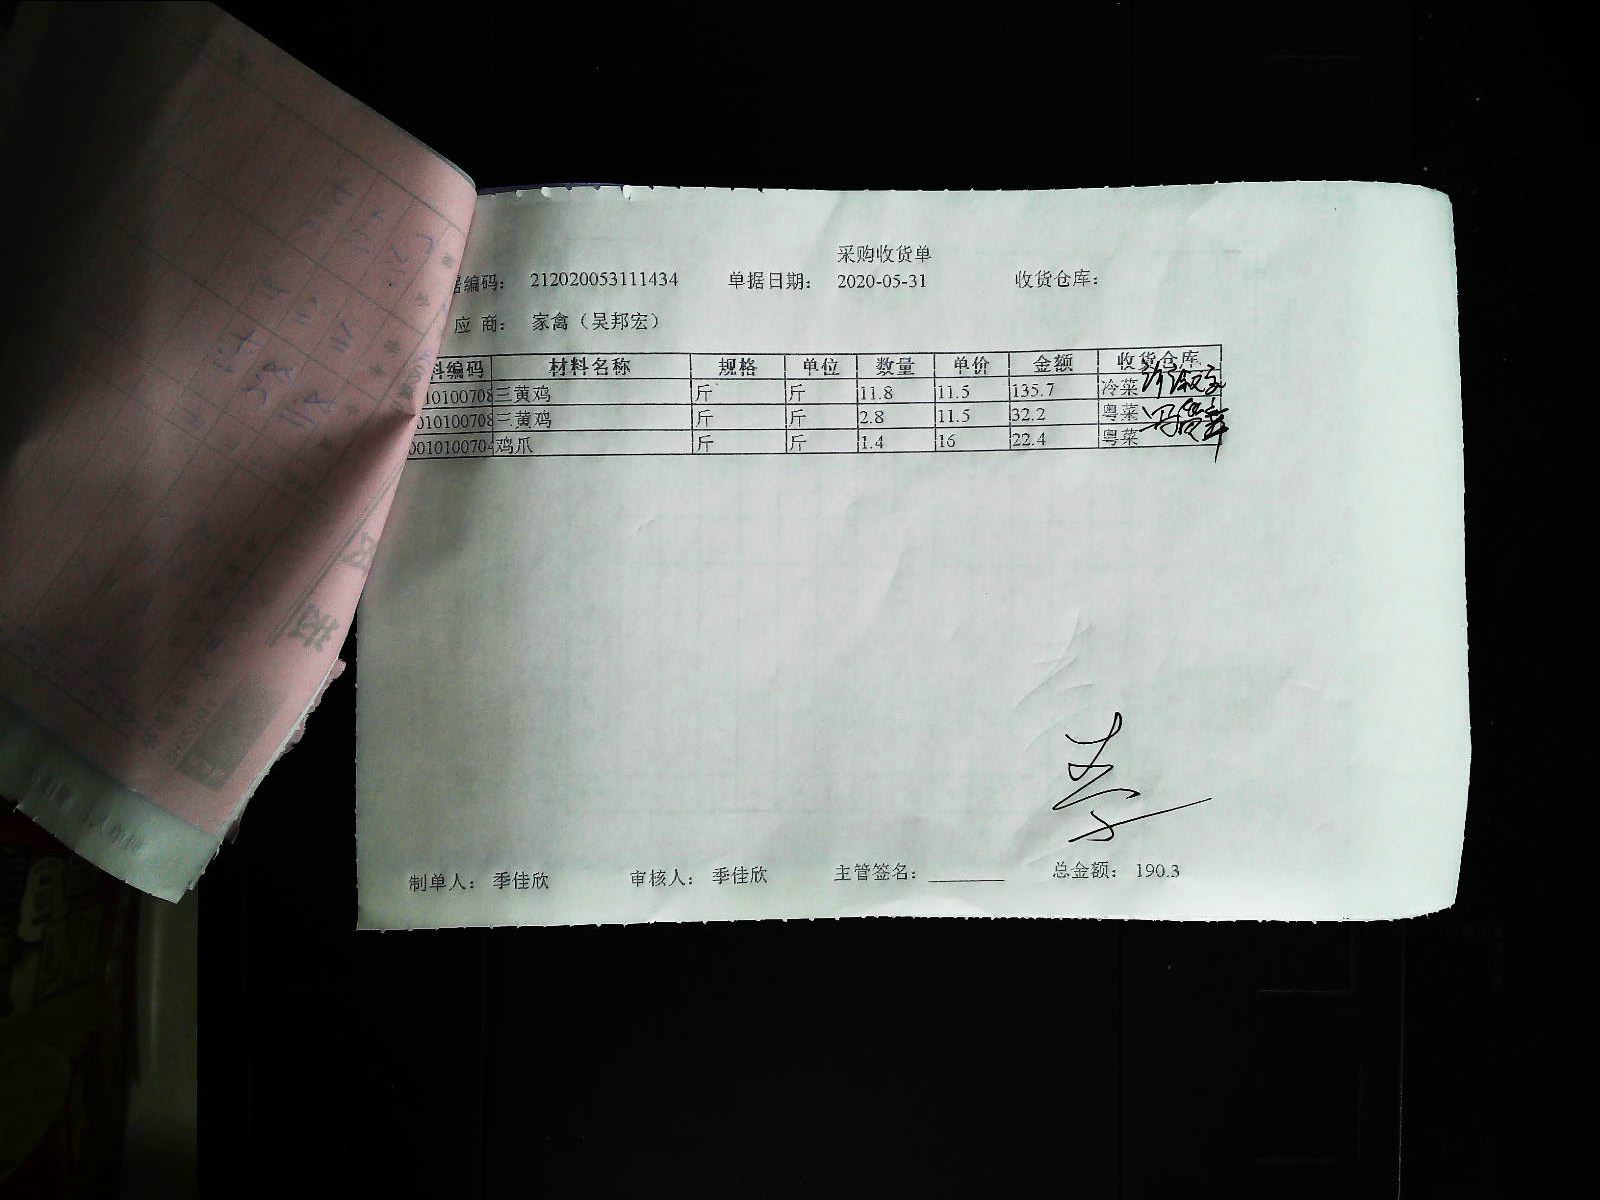 采购收货单
编码： 212020053111434 单据日期： 2020-05-31 收货仓库：
应 商： 家禽（吴邦宏）
料编码 材料名称 规格 单位 数量 单价 金额 收货仓库
10100708 三黄鸡 斤 斤 11.8 11.5 135.7 冷菜
010100708 三黄鸡 斤 斤 2.8 11.5 32.2 粤菜
0010100704 鸡爪 斤 斤 1.4 16 22.4 粤菜
制单人： 季佳欣 审核人： 季佳欣 主管签名： 总金额： 190.3